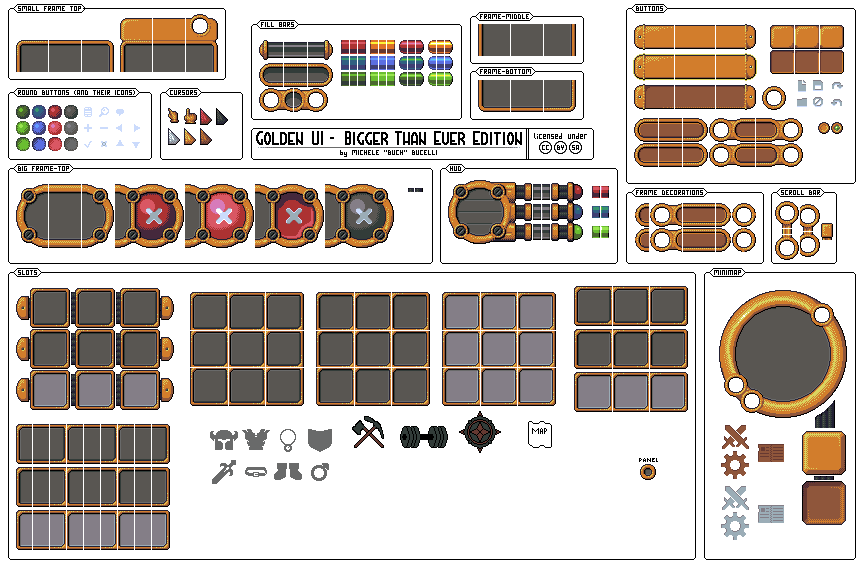 SMALL FRAME TOP
FILL BARS
FRAME-MIDDLE
BUTTONS
FRAME-BOTTOM
ROUND BUTTONS (AND THEIR ICONS)
CURSORS
GOLDEN UI - BIGGER THAN EVER EDITION
by MICHELE "BUCH" BUCELLI
licensed under
CC BY SA
BIG FRAME-TOP
HUD
FRAME DECORATIONS
SCROLL BAR
SLOTS
MINIMAP
MAP
PANEL